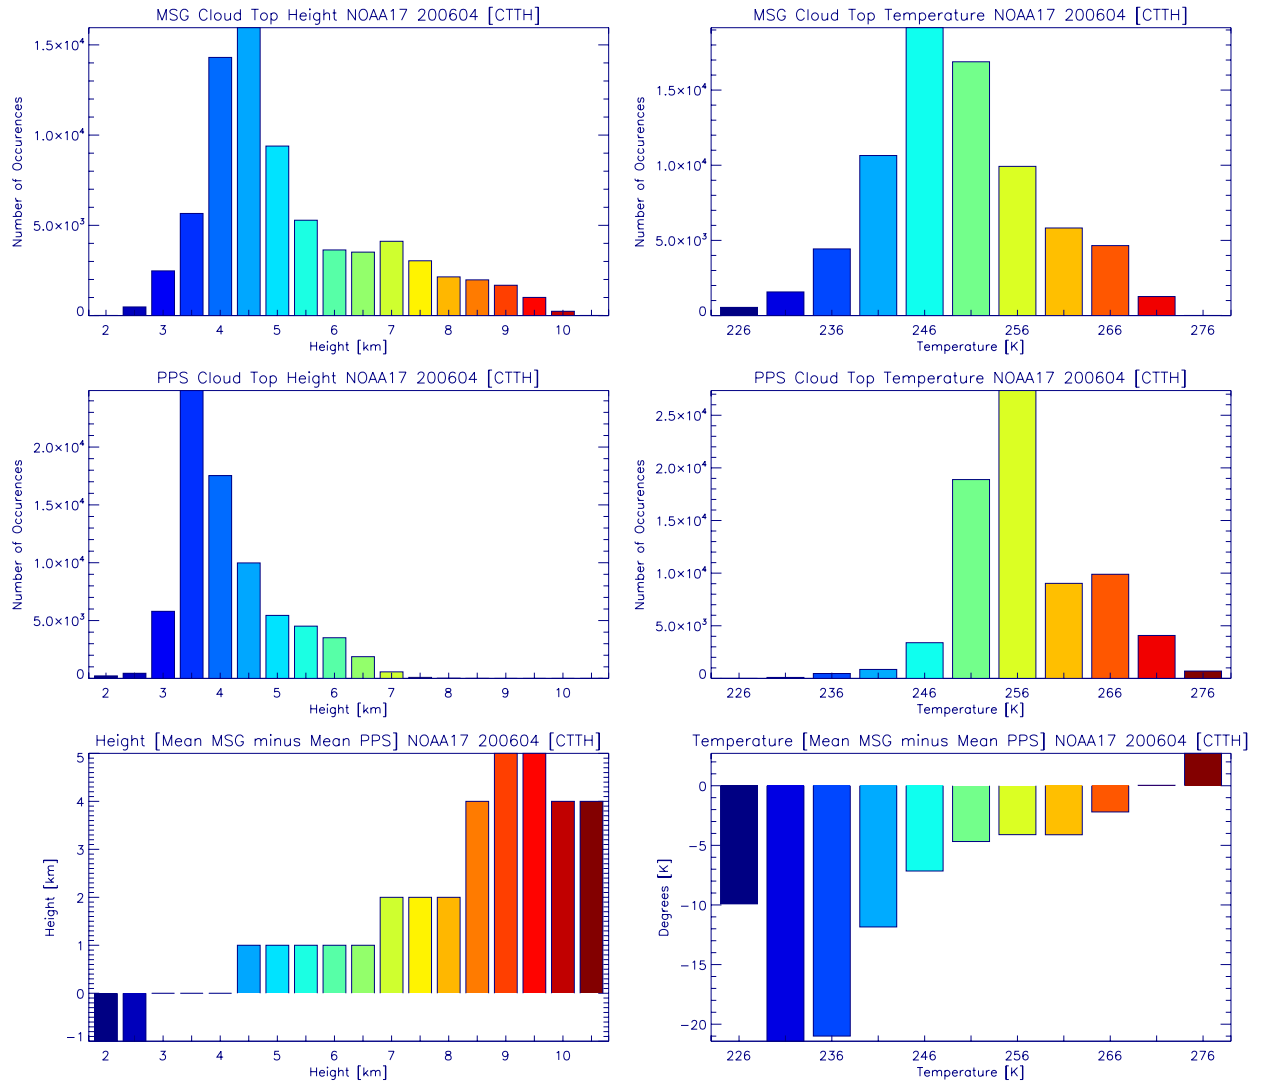 MSG Cloud Top Height NOAA17 200604 [CTTH]
Number of Occurences
1.5×10⁴
1.0×10⁴
5.0×10³
0
2 3 4 5 6 7 8 9 10
Height [km]
MSG Cloud Top Temperature NOAA17 200604 [CTTH]
Number of Occurences
1.5×10⁴
1.0×10⁴
5.0×10³
0
226 236 246 256 266 276
Temperature [K]
PPS Cloud Top Height NOAA17 200604 [CTTH]
Number of Occurences
2.0×10⁴
1.5×10⁴
1.0×10⁴
5.0×10³
0
2 3 4 5 6 7 8 9 10
Height [km]
PPS Cloud Top Temperature NOAA17 200604 [CTTH]
Number of Occurences
2.5×10⁴
2.0×10⁴
1.5×10⁴
1.0×10⁴
5.0×10³
0
226 236 246 256 266 276
Temperature [K]
Height [Mean MSG minus Mean PPS] NOAA17 200604 [CTTH]
Height [km]
5
4
3
2
1
0
−1
2 3 4 5 6 7 8 9 10
Height [km]
Temperature [Mean MSG minus Mean PPS] NOAA17 200604 [CTTH]
Degrees [K]
0
−5
−10
−15
−20
226 236 246 256 266 276
Temperature [K]